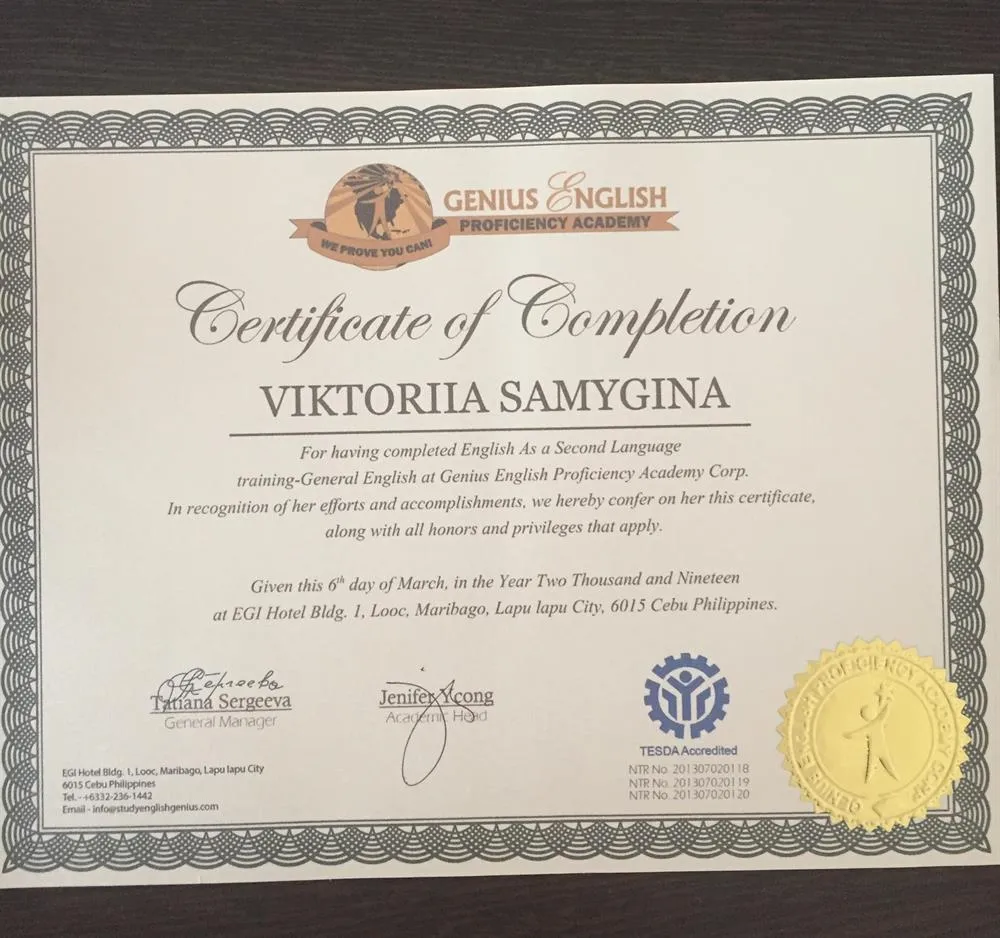 GENIUS ENGLISH
PROFICIENCY ACADEMY
WE PROVE YOU CAN!
Certificate of Completion
VIKTORIIA SAMYGINA
For having completed English As a Second Language
training-General English at Genius English Proficiency Academy Corp.
In recognition of her efforts and accomplishments, we hereby confer on her this certificate,
along with all honors and privileges that apply.
Given this 6th day of March, in the Year Two Thousand and Nineteen
at EGI Hotel Bldg. 1, Looc, Maribago, Lapu lapu City, 6015 Cebu Philippines.
Tatiana Sergeeva
General Manager
Jenifer Ycong
Academic Head
TESDA Accredited
NTR No. 201307020118
NTR No. 201307020119
NTR No. 201307020120
EGI Hotel Bldg. 1, Looc, Maribago, Lapu lapu City
6015 Cebu Philippines
Tel. - +6332-236-1442
Email - info@studyenglishgenius.com
GENIUS ENGLISH PROFICIENCY ACADEMY CORP